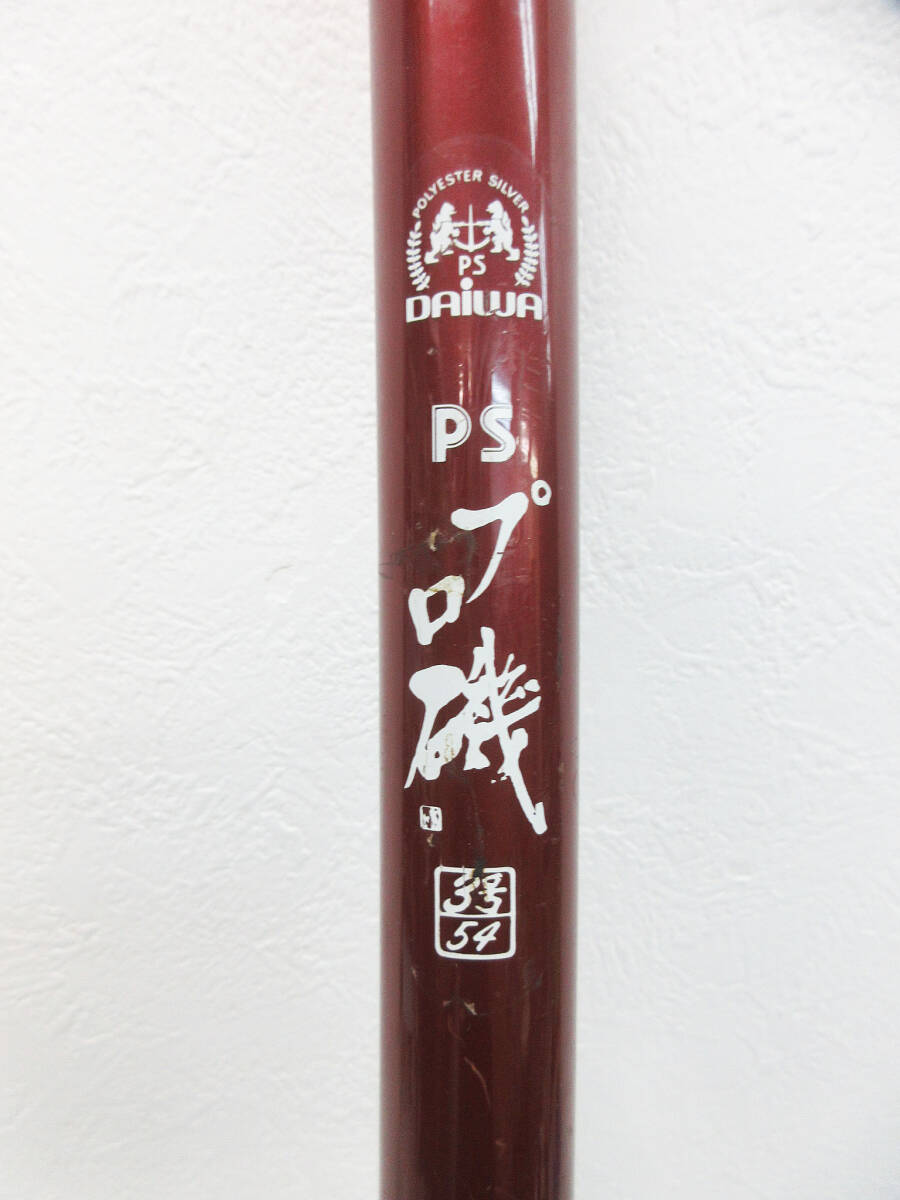 POLYESTER SILVER
PS
DAIWA
PS
プロ
磯
3号
54